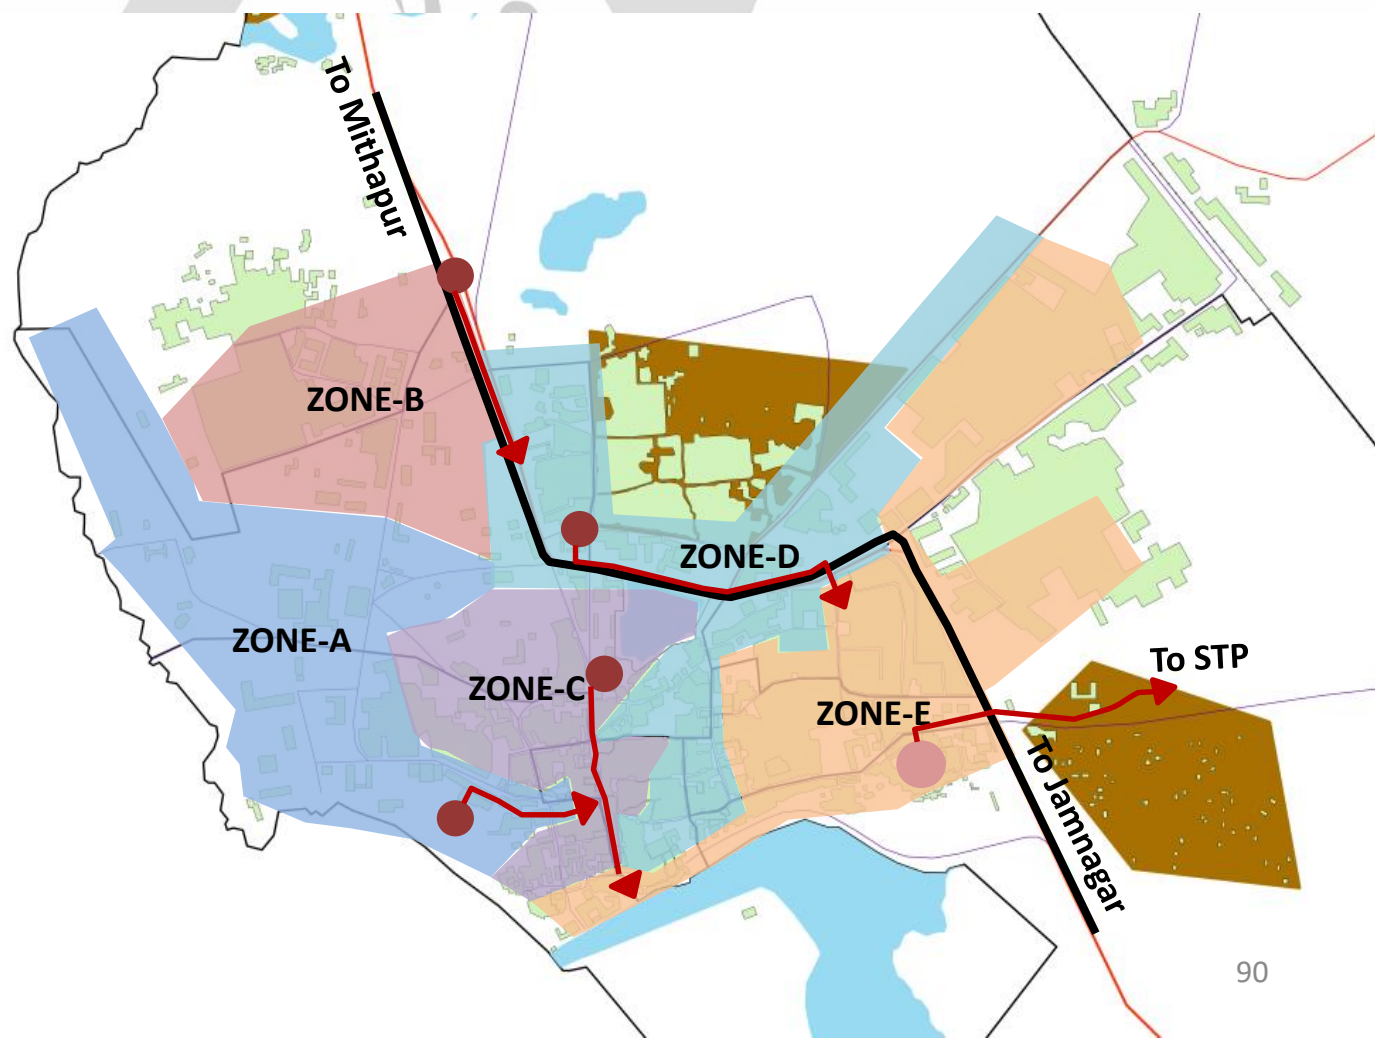 To Mithapur
ZONE-B
ZONE-D
ZONE-A
To STP
ZONE-C
ZONE-E
To Jamnagar
90